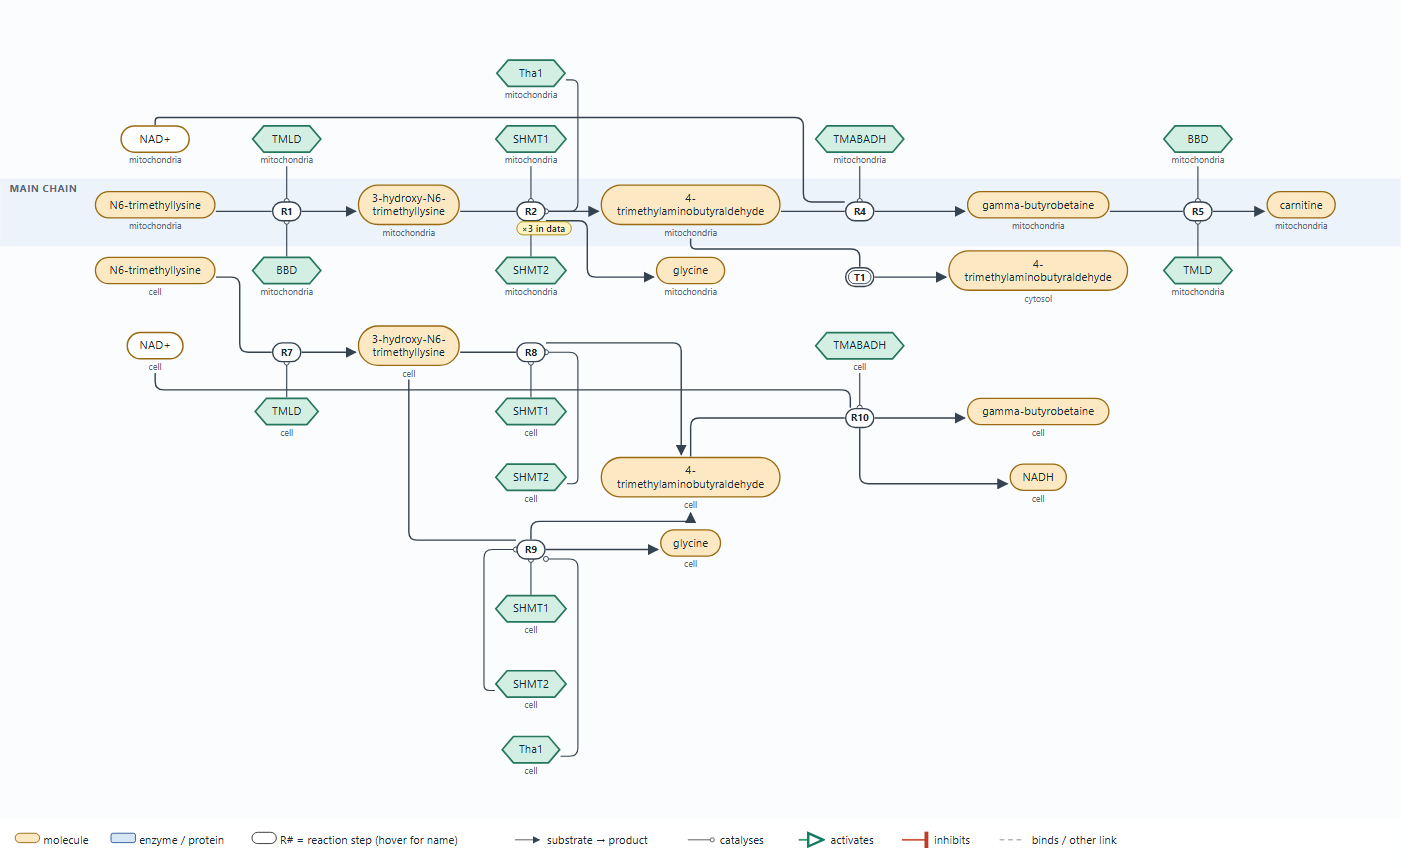 Tha1
mitochondria
NAD+
mitochondria
TMLD
mitochondria
SHMT1
mitochondria
TMABADH
mitochondria
BBD
mitochondria
MAIN CHAIN
N6-trimethyllysine
mitochondria
R1
3-hydroxy-N6-
trimethyllysine
mitochondria
R2
×3 in data
4-
trimethylaminobutyraldehyde
mitochondria
R4
gamma-butyrobetaine
mitochondria
R5
carnitine
mitochondria
N6-trimethyllysine
cell
BBD
mitochondria
SHMT2
mitochondria
glycine
mitochondria
T1
4-
trimethylaminobutyraldehyde
cytosol
TMLD
mitochondria
NAD+
cell
R7
3-hydroxy-N6-
trimethyllysine
cell
R8
TMABADH
cell
TMLD
cell
SHMT1
cell
R10
gamma-butyrobetaine
cell
SHMT2
cell
4-
trimethylaminobutyraldehyde
cell
NADH
cell
R9
glycine
cell
SHMT1
cell
SHMT2
cell
Tha1
cell
molecule
enzyme / protein
R# = reaction step (hover for name)
substrate → product
catalyses
activates
inhibits
binds / other link